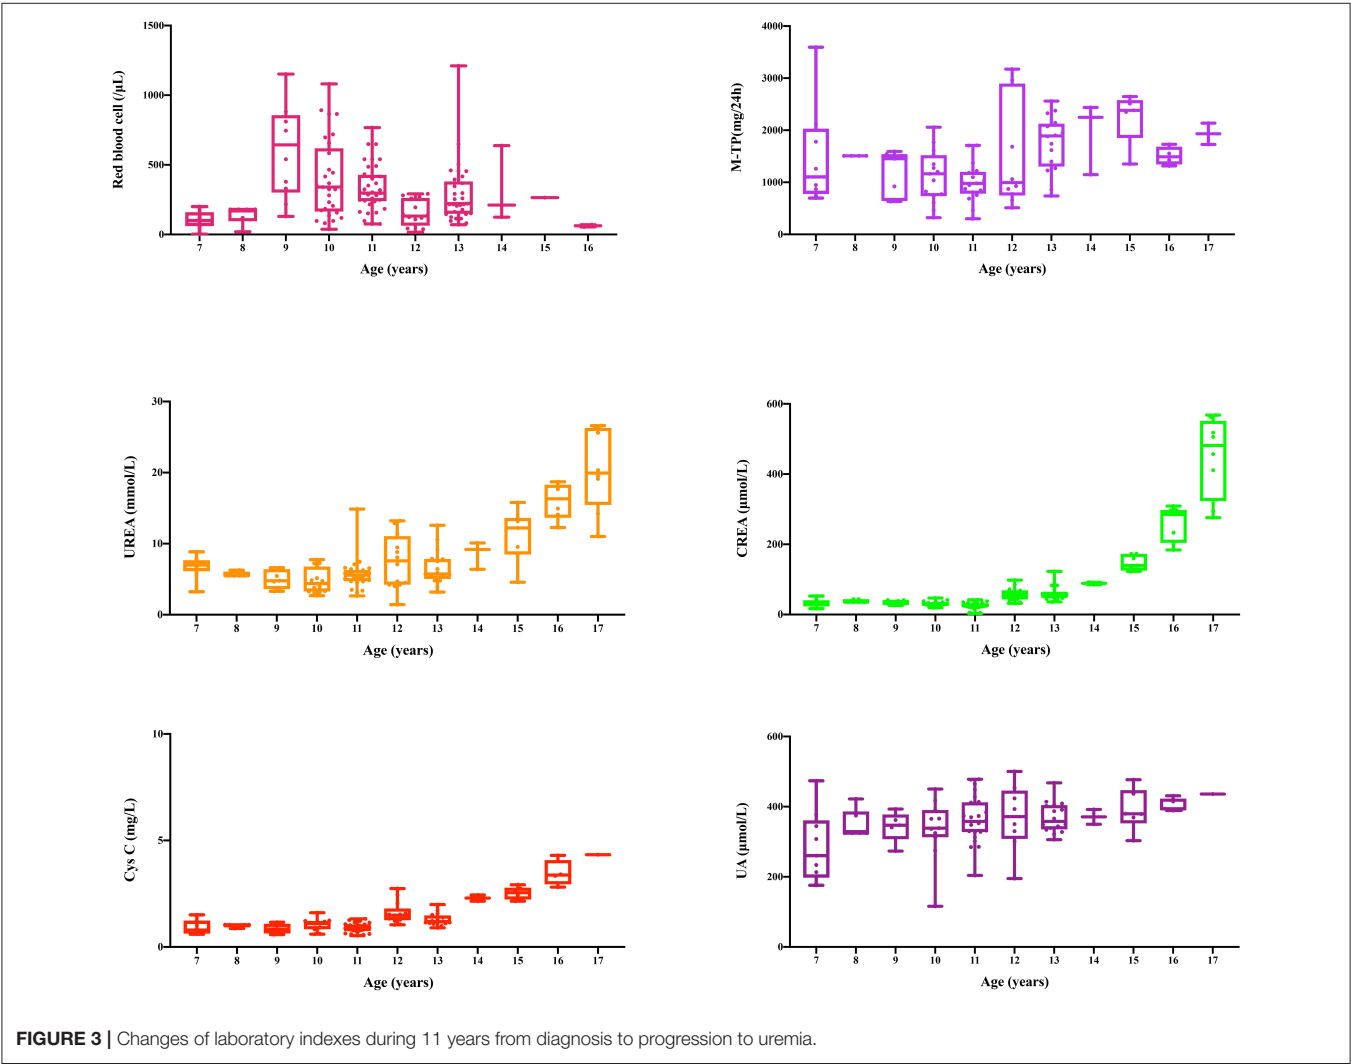 Red blood cell (/µL)
1500
1000
500
0
7 8 9 10 11 12 13 14 15 16
Age (years)
M-TP(mg/24h)
4000
3000
2000
1000
0
7 8 9 10 11 12 13 14 15 16 17
Age (years)
UREA (mmol/L)
30
20
10
0
7 8 9 10 11 12 13 14 15 16 17
Age (years)
CREA (µmol/L)
600
400
200
0
7 8 9 10 11 12 13 14 15 16 17
Age (years)
Cys C (mg/L)
10
5
0
7 8 9 10 11 12 13 14 15 16 17
Age (years)
UA (µmol/L)
600
400
200
0
7 8 9 10 11 12 13 14 15 16 17
Age (years)
FIGURE 3 | Changes of laboratory indexes during 11 years from diagnosis to progression to uremia.